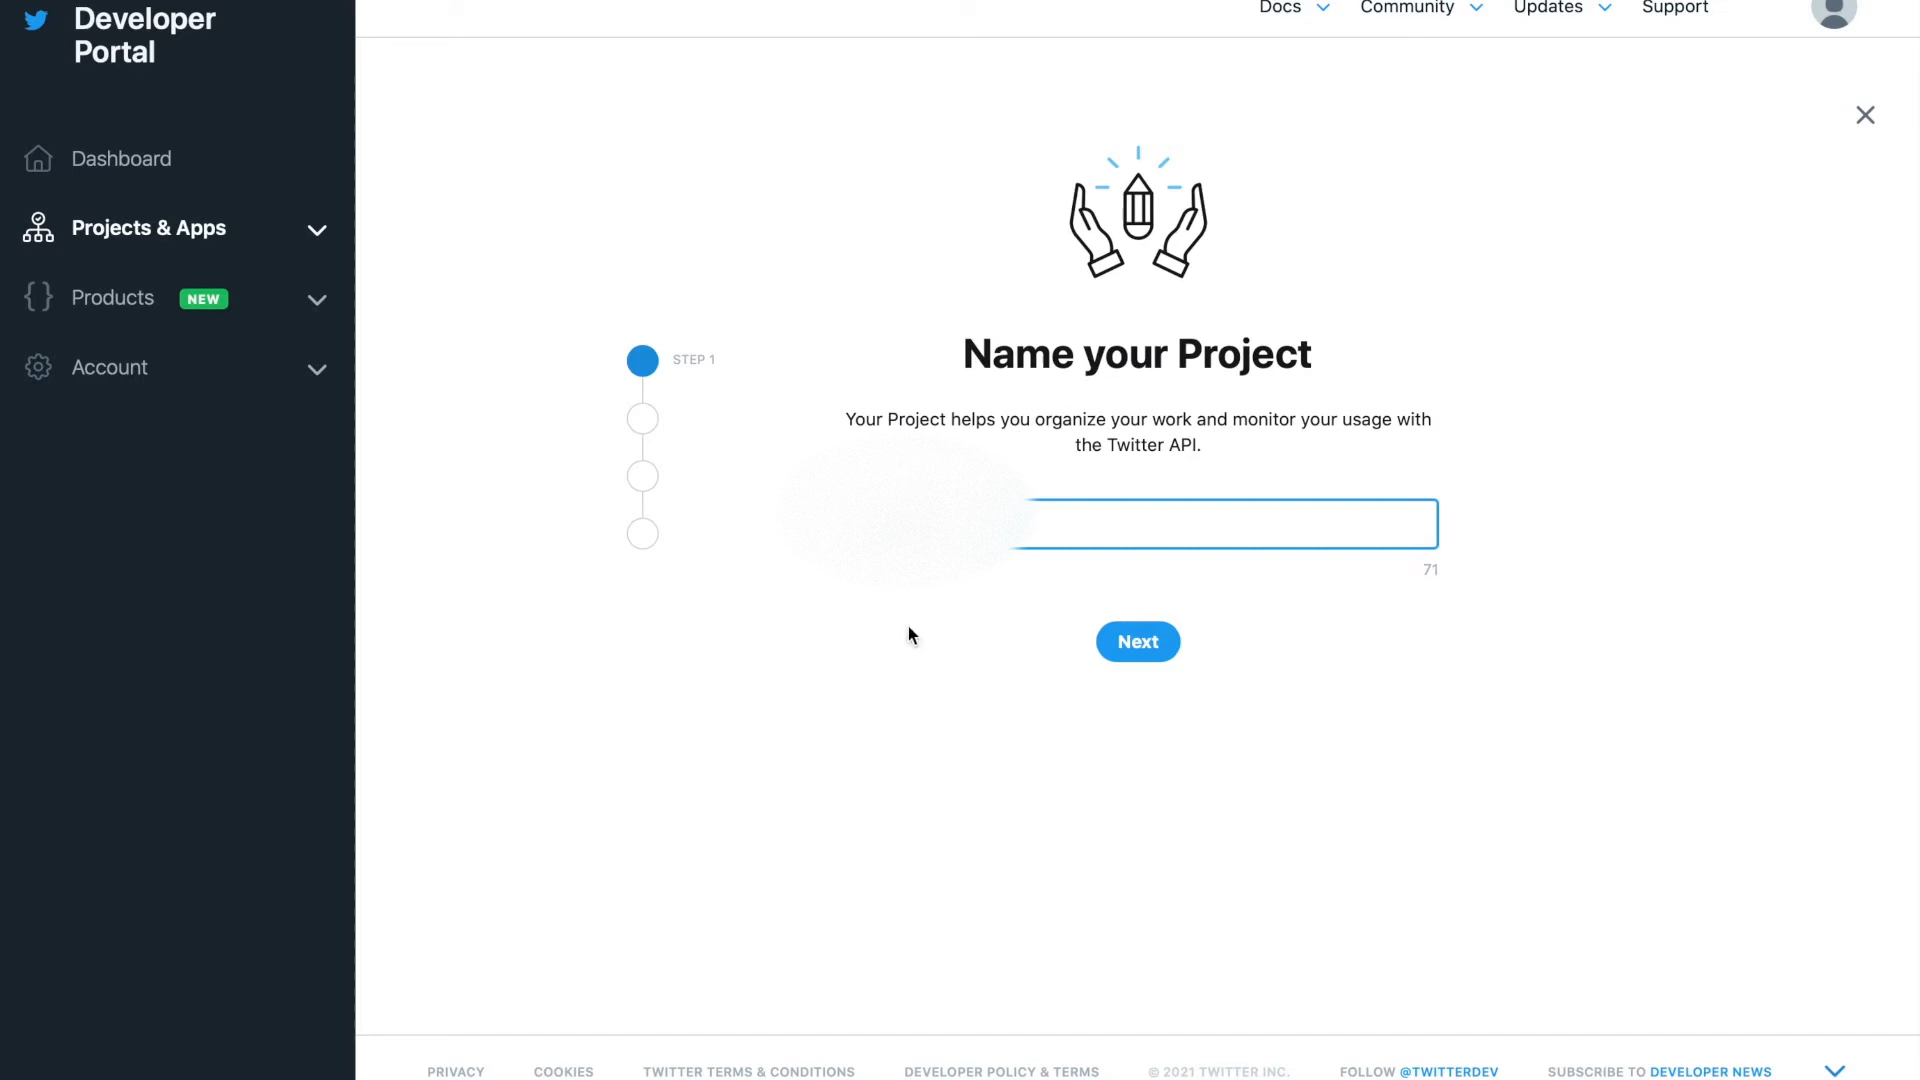 Developer
Portal
Docs
Community
Updates
Support
Dashboard
Projects & Apps
Products NEW
Account
STEP 1
Name your Project
Your Project helps you organize your work and monitor your usage with
the Twitter API.
71
Next
PRIVACY
COOKIES
TWITTER TERMS & CONDITIONS
DEVELOPER POLICY & TERMS
© 2021 TWITTER INC.
FOLLOW @TWITTERDEV
SUBSCRIBE TO DEVELOPER NEWS